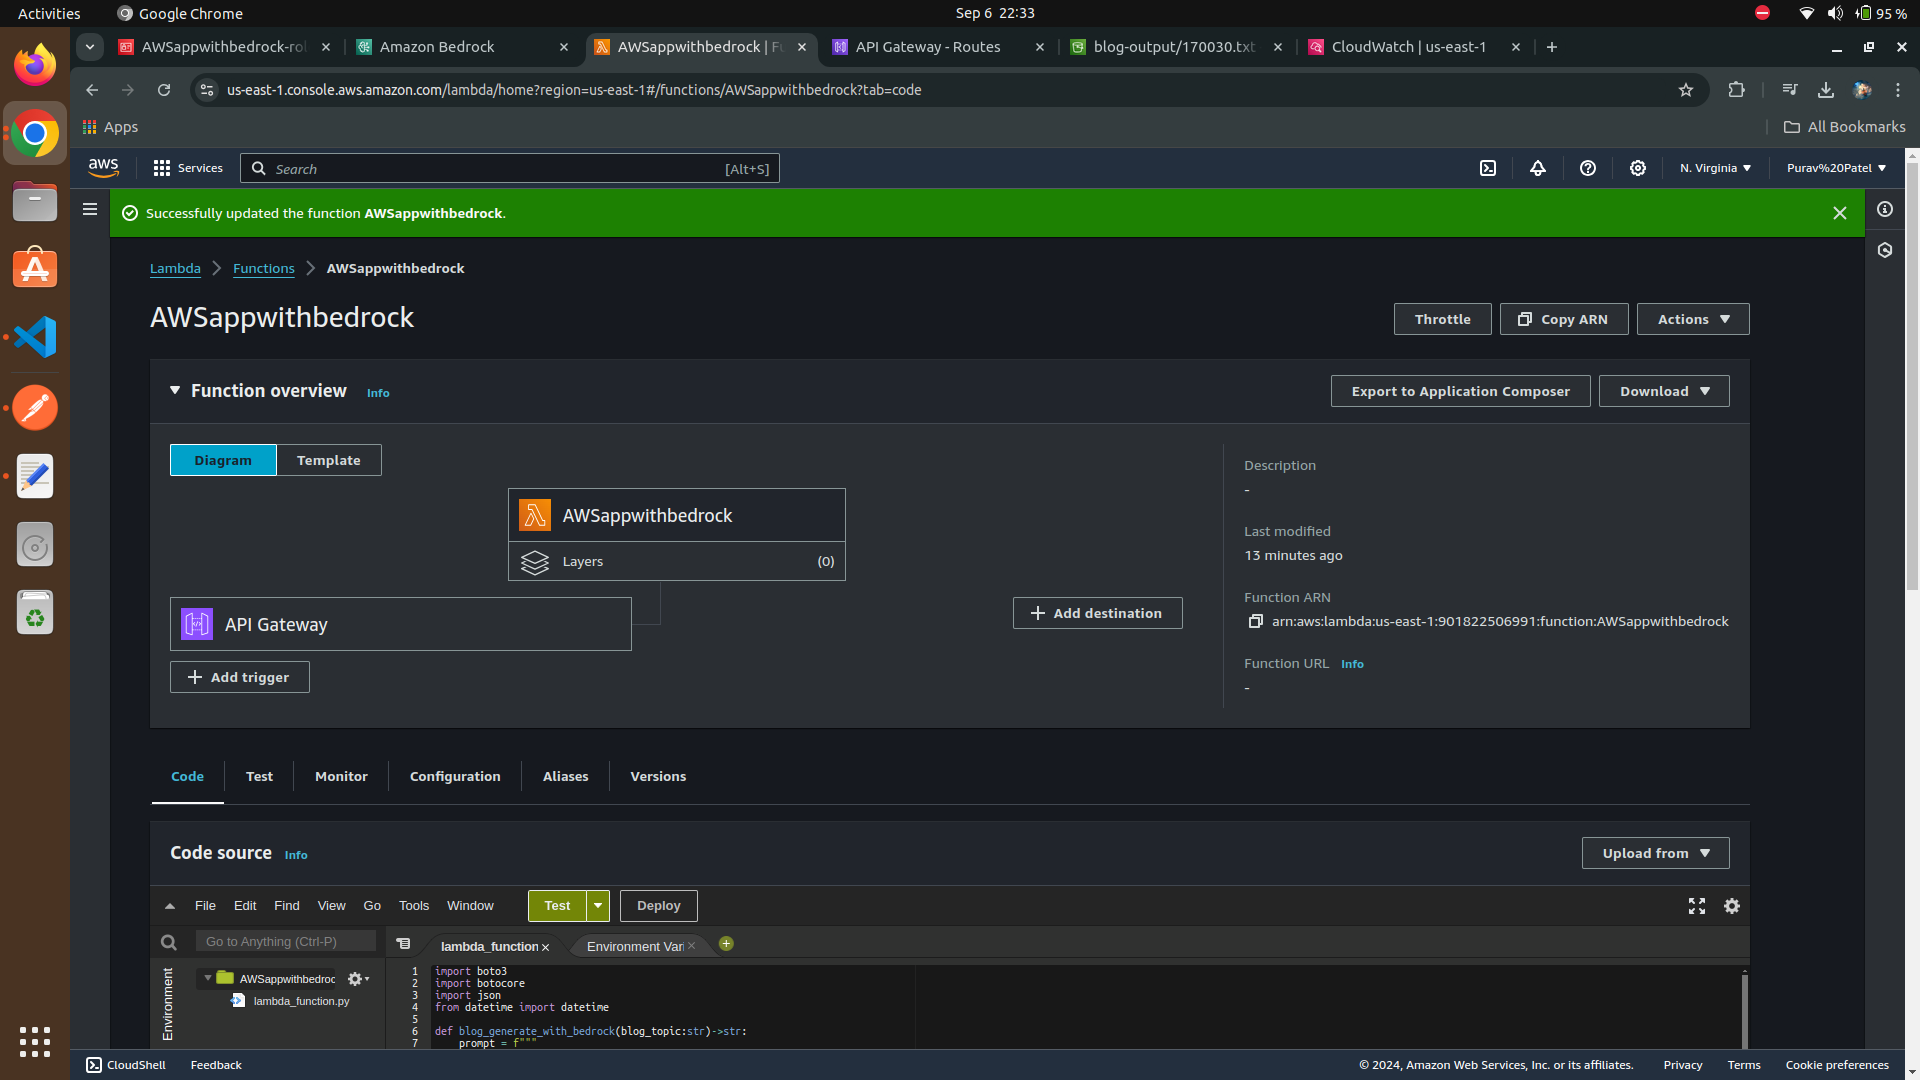 Activities
Google Chrome
Sep 6 22:33
95 %
AWSappwithbedrock-rol
Amazon Bedrock
AWSappwithbedrock | Fu
API Gateway - Routes
blog-output/170030.txt
CloudWatch | us-east-1
us-east-1.console.aws.amazon.com/lambda/home?region=us-east-1#/functions/AWSappwithbedrock?tab=code
Apps
All Bookmarks
aws
Services
Search
[Alt+S]
N. Virginia
Purav%20Patel
Successfully updated the function AWSappwithbedrock.
Lambda
Functions
AWSappwithbedrock
AWSappwithbedrock
Throttle
Copy ARN
Actions
Function overview
Info
Export to Application Composer
Download
Diagram
Template
AWSappwithbedrock
Layers
(0)
API Gateway
Add trigger
Add destination
Description
-
Last modified
13 minutes ago
Function ARN
arn:aws:lambda:us-east-1:901822506991:function:AWSappwithbedrock
Function URL
Info
-
Code
Test
Monitor
Configuration
Aliases
Versions
Code source
Info
Upload from
File
Edit
Find
View
Go
Tools
Window
Test
Deploy
Go to Anything (Ctrl-P)
lambda_function
Environment Vari
Environment
AWSappwithbedroc
lambda_function.py
1 import boto3
2 import botocore
3 import json
4 from datetime import datetime
5
6 def blog_generate_with_bedrock(blog_topic:str)->str:
7 prompt = f"""
CloudShell
Feedback
© 2024, Amazon Web Services, Inc. or its affiliates.
Privacy
Terms
Cookie preferences